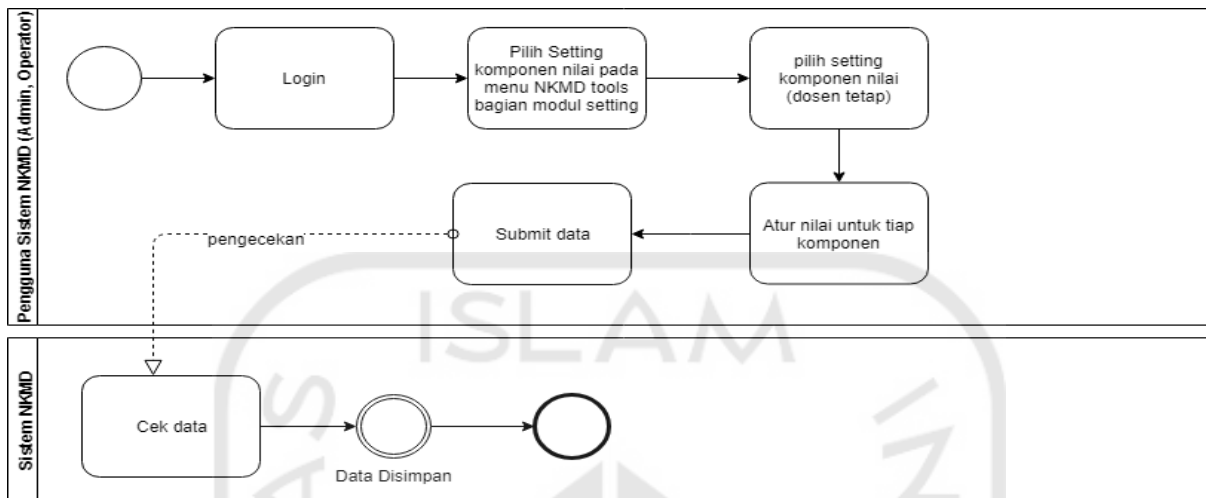 Pengguna Sistem NKMD (Admin, Operator)
Login
Pilih Setting
komponen nilai pada
menu NKMD tools
bagian modul setting
pilih setting
komponen nilai
(dosen tetap)
Atur nilai untuk tiap
komponen
Submit data
pengecekan
Sistem NKMD
Cek data
Data Disimpan
ISLAM